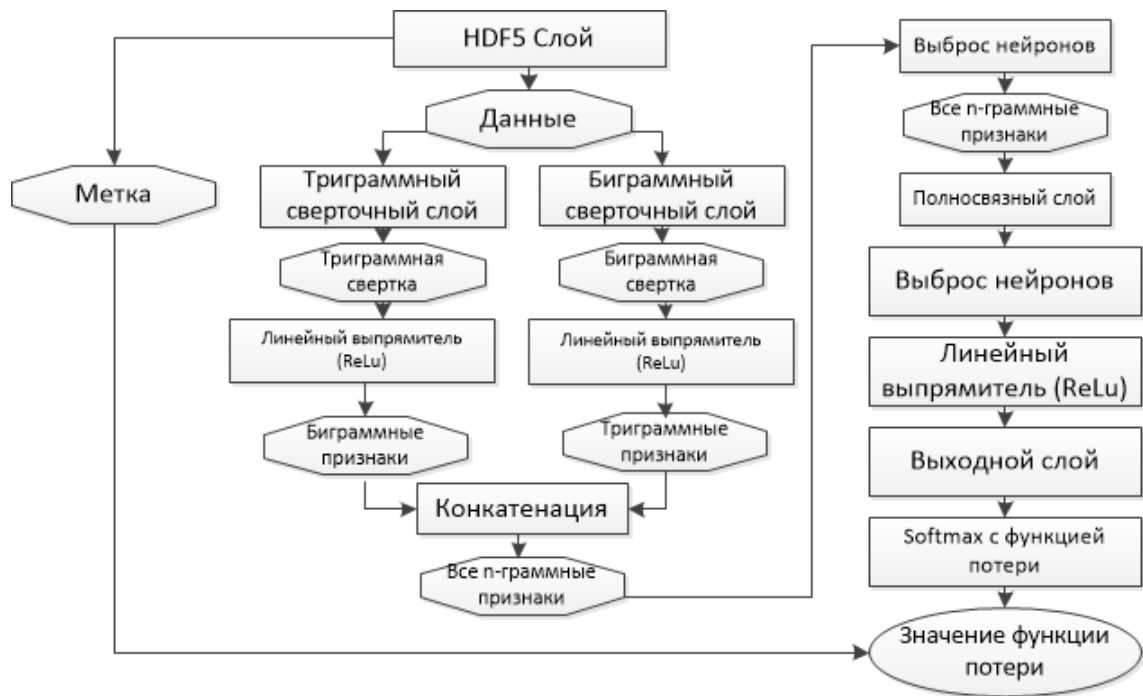 HDF5 Слой
Данные
Метка
Триграммный
сверточный слой
Биграммный
сверточный слой
Триграммная
свертка
Биграммная
свертка
Линейный выпрямитель
(ReLu)
Линейный выпрямитель
(ReLu)
Биграммные
признаки
Триграммные
признаки
Конкатенация
Все n-граммные
признаки
Выброс нейронов
Все n-граммные
признаки
Полносвязный слой
Выброс нейронов
Линейный
выпрямитель (ReLu)
Выходной слой
Softmax с функцией
потери
Значение функции
потери